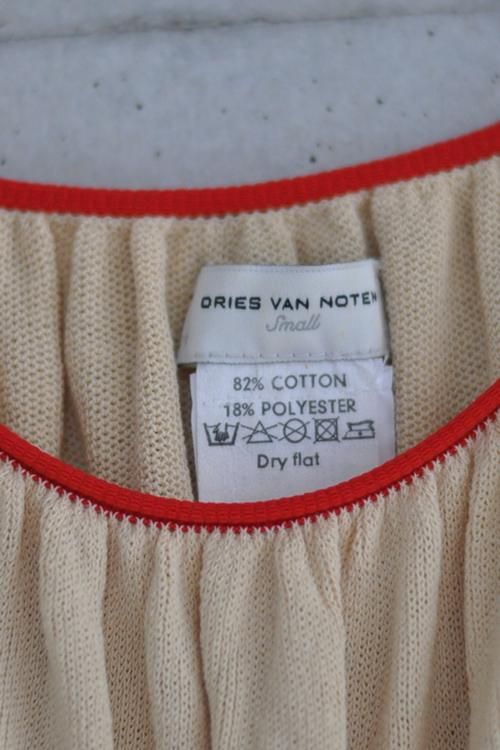 DRIES VAN NOTEN
Small
82% COTTON
18% POLYESTER
Dry flat